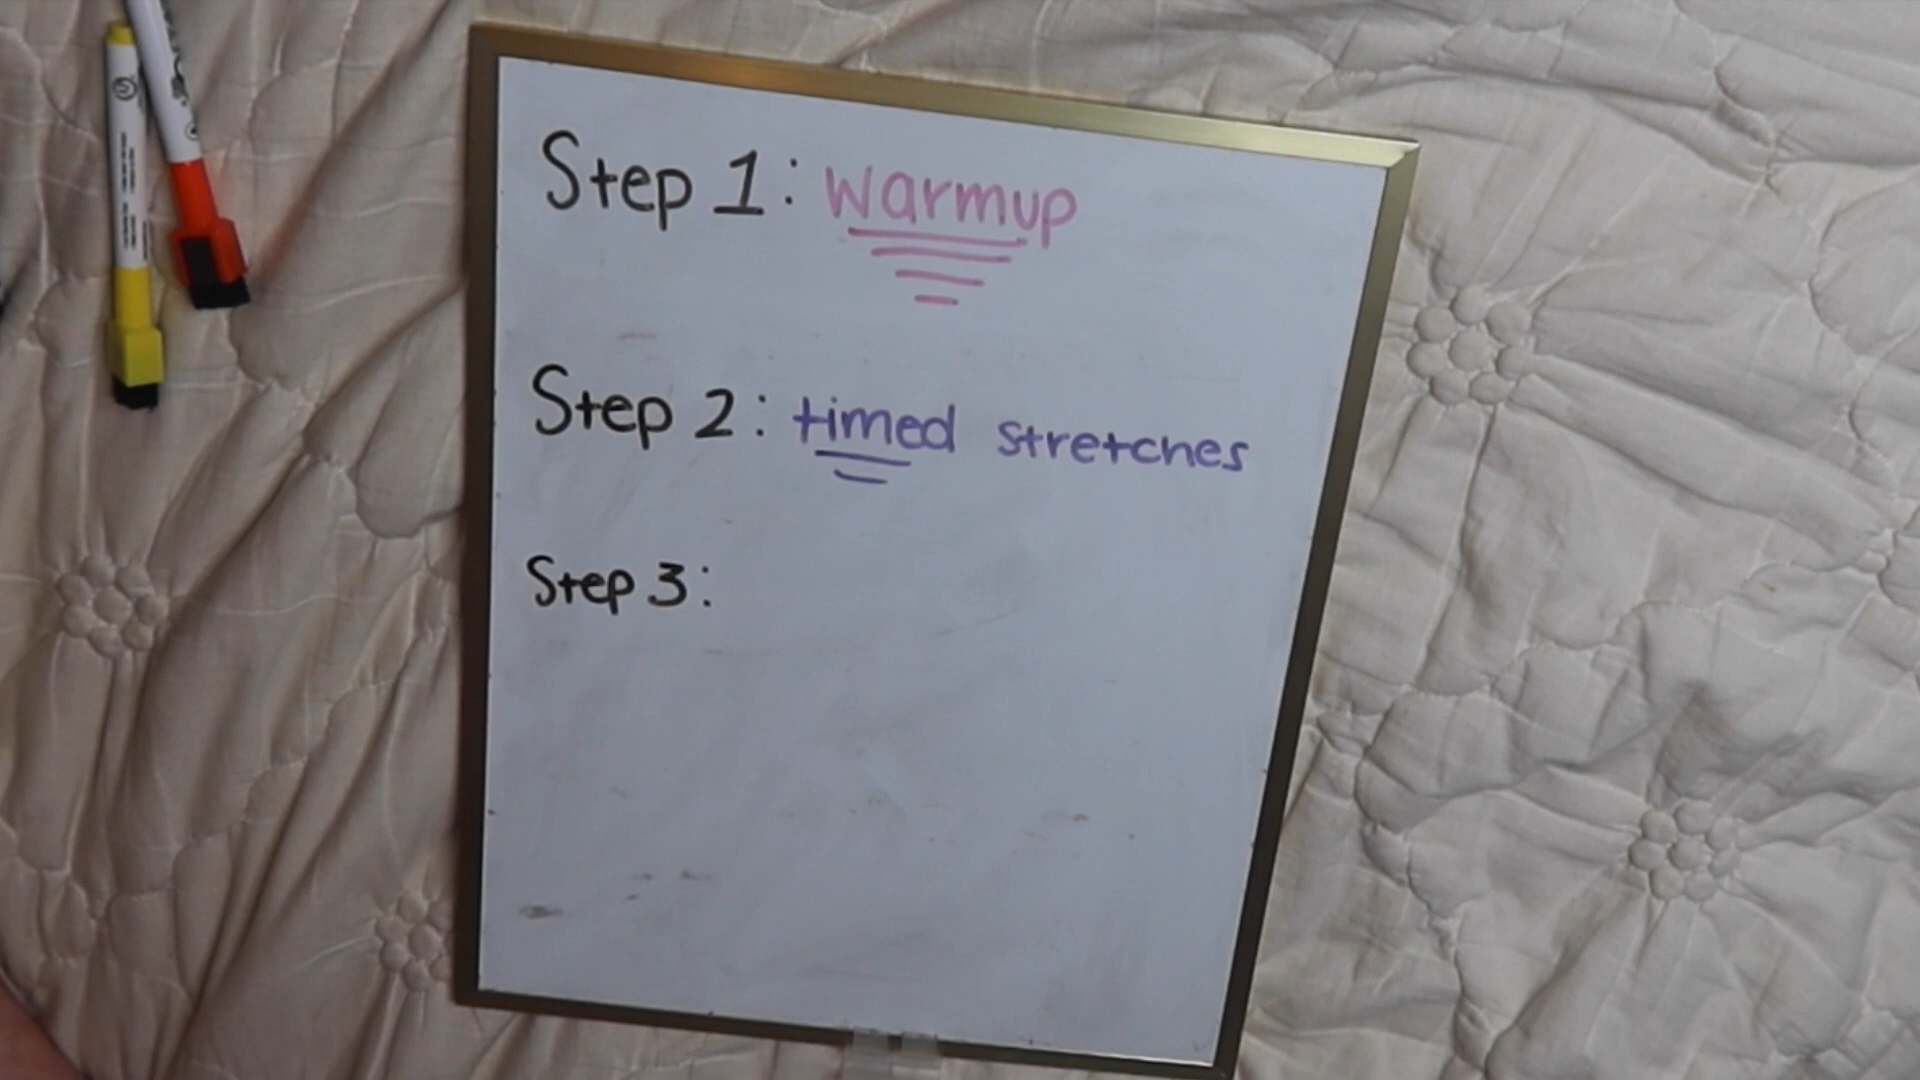 Step 1: warmup
Step 2: timed stretches
Step 3: